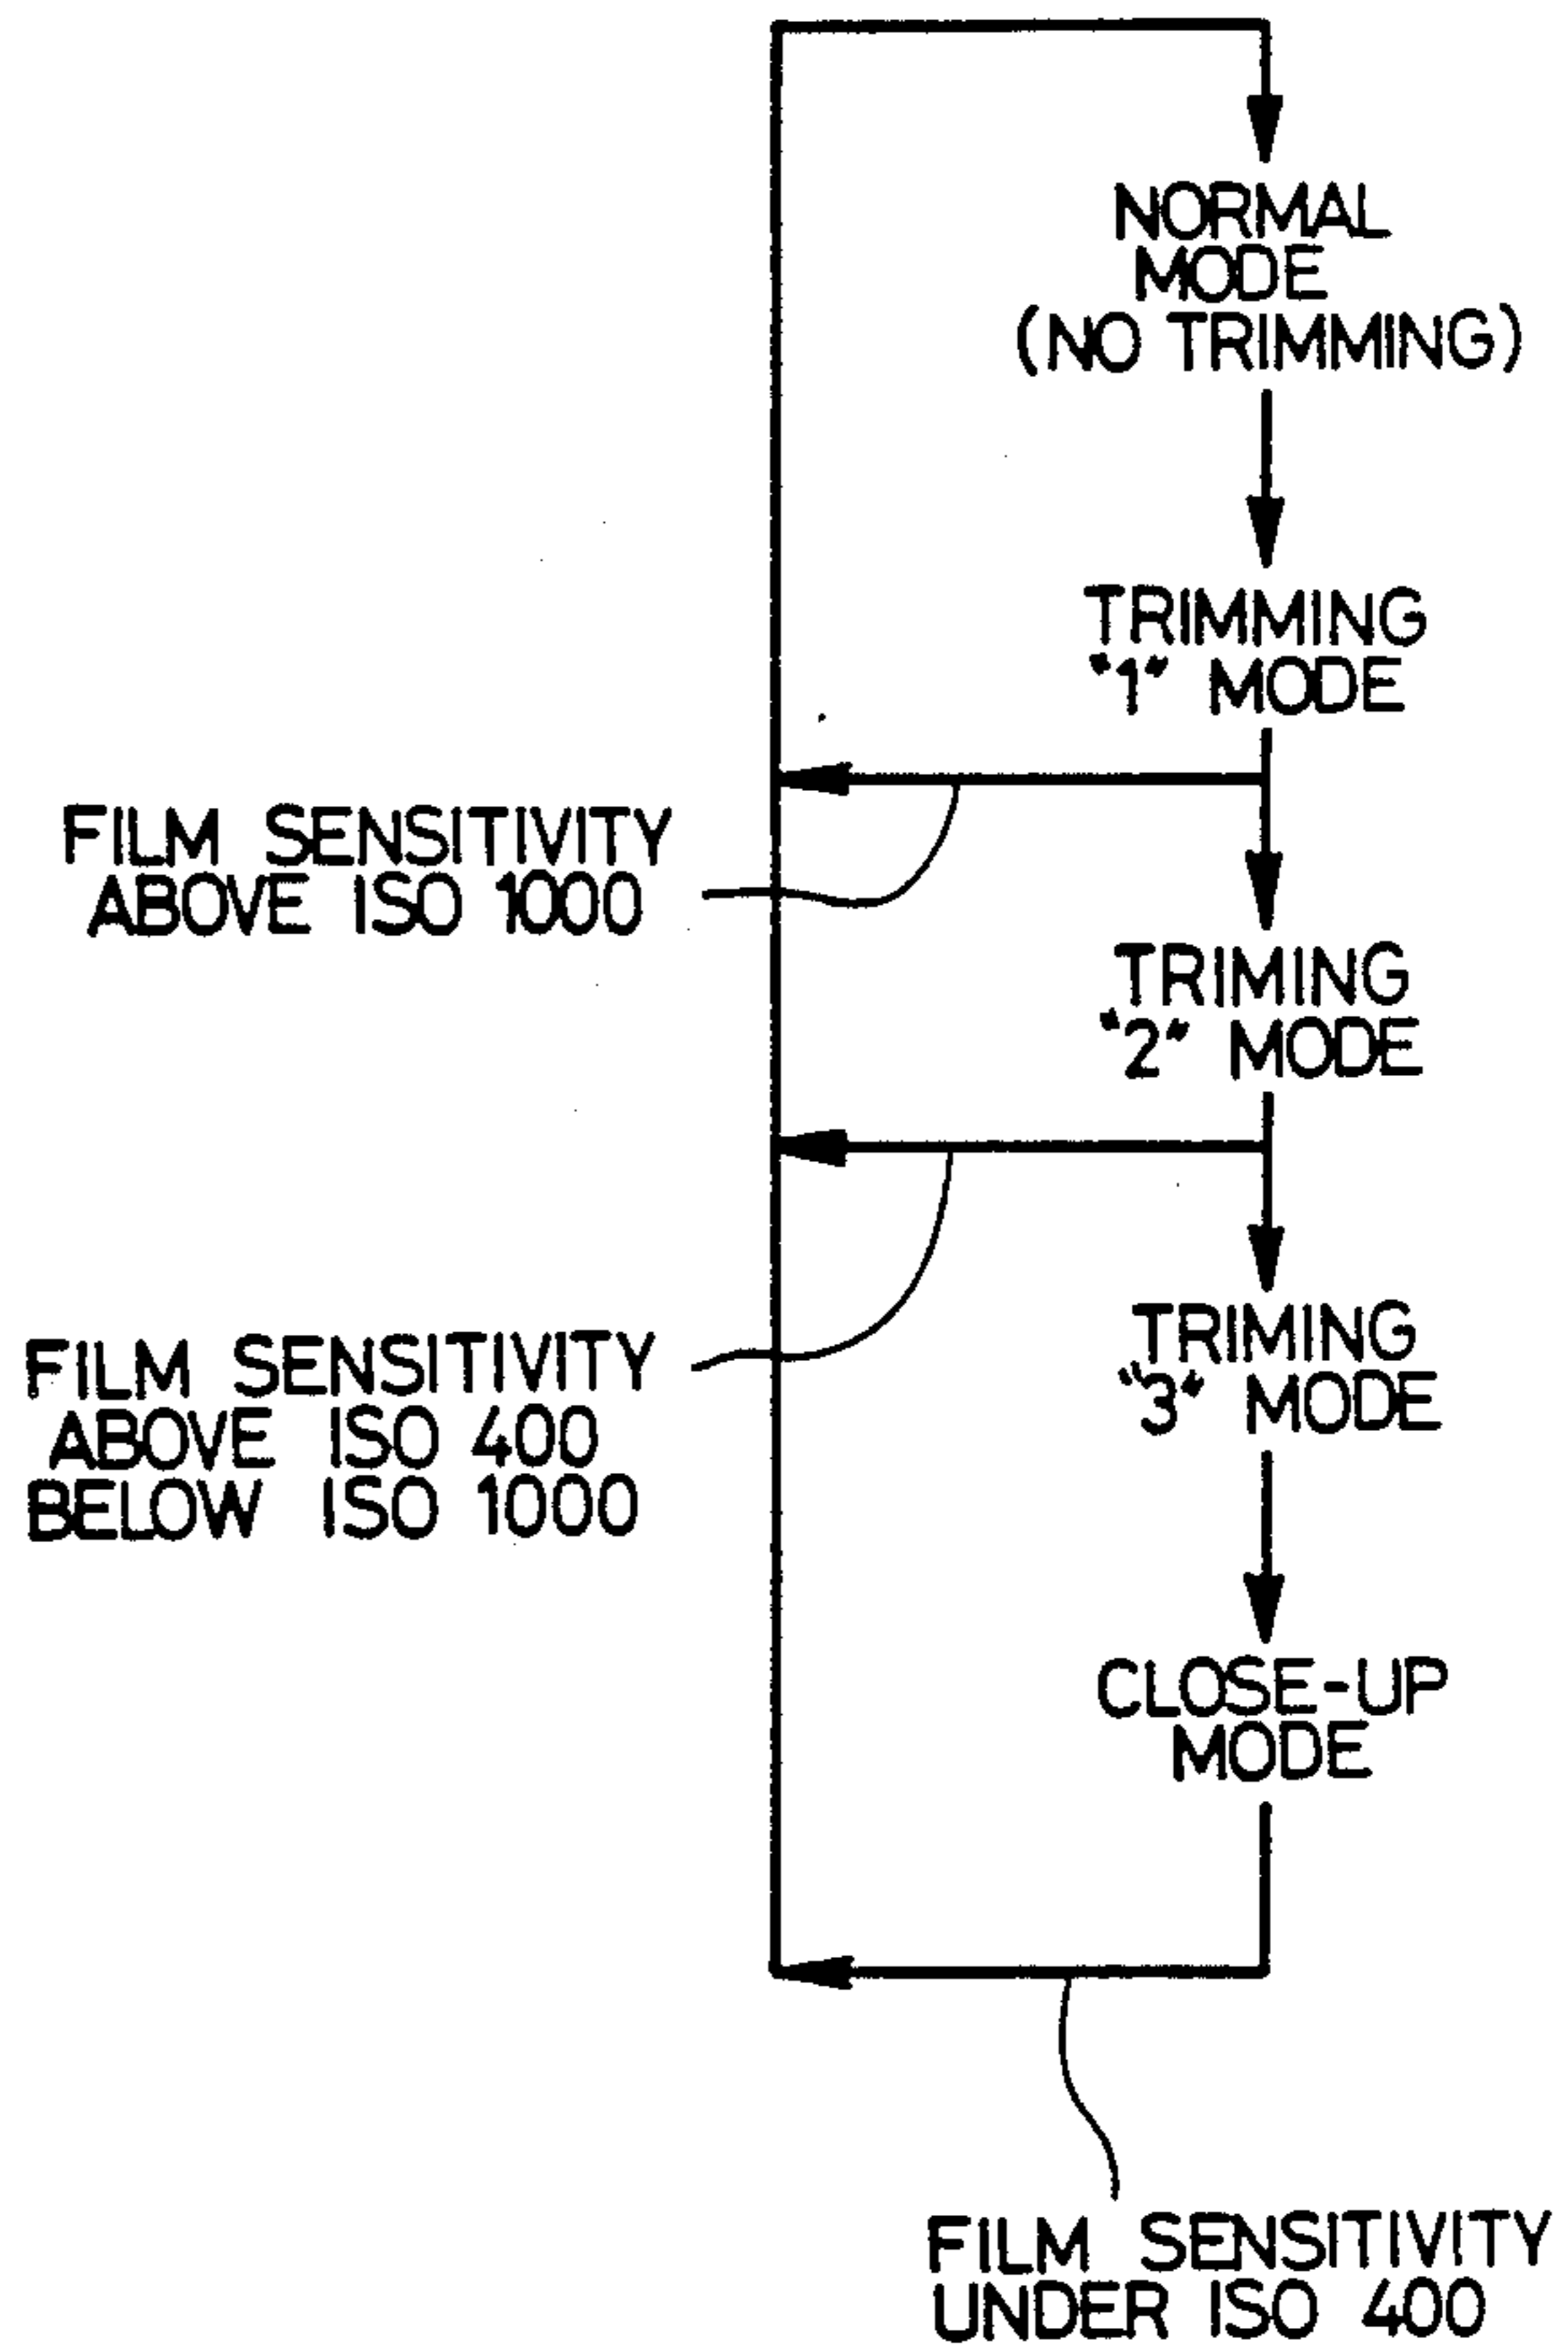 NORMAL
MODE
(NO TRIMMING)
TRIMMING
"1" MODE
FILM SENSITIVITY
ABOVE ISO 1000
TRIMING
"2" MODE
TRIMING
"3" MODE
FILM SENSITIVITY
ABOVE ISO 400
BELOW ISO 1000
CLOSE-UP
MODE
FILM SENSITIVITY
UNDER ISO 400